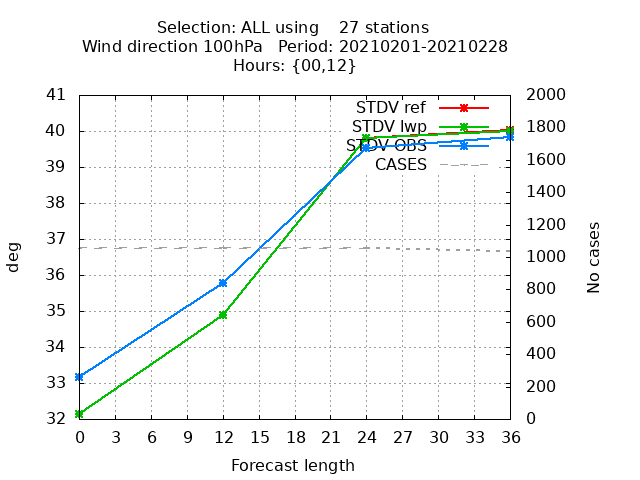 Selection: ALL using 27 stations
Wind direction 100hPa Period: 20210201-20210228
Hours: {00,12}
41
40
39
38
37
36
35
34
33
32
deg
STDV ref
STDV lwp
STDV OBS
CASES
2000
1800
1600
1400
1200
1000
800
600
400
200
0
No cases
0 3 6 9 12 15 18 21 24 27 30 33 36
Forecast length